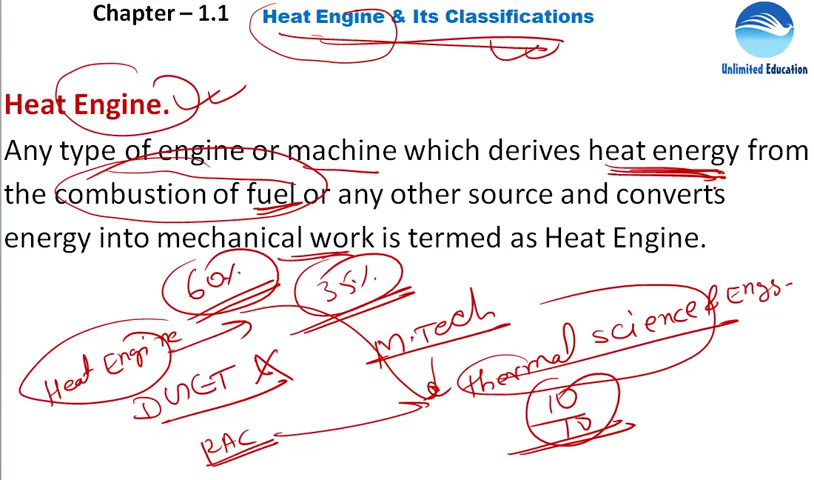 Chapter – 1.1
Heat Engine & Its Classifications
Unlimited Education
Heat Engine.
Any type of engine or machine which derives heat energy from
the combustion of fuel or any other source and converts
energy into mechanical work is termed as Heat Engine.
60%
35%
Heat Engine
M.Tech
thermal science & Engg.
DUGT
RAC
10
10